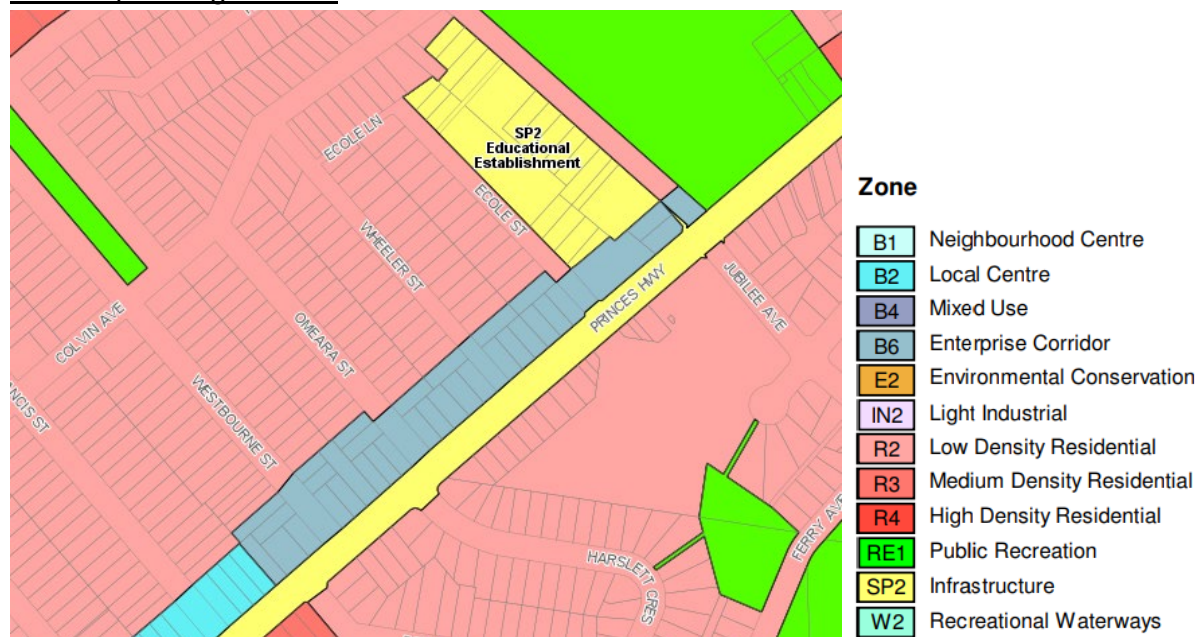 ECOLE LN
SP2
Educational
Establishment
ECOLE ST
WHEELER ST
PRINCES HWY
JUBILEE AVE
COLVIN AVE
OMEARA ST
WESTBOURNE ST
NCIS ST
HARSLETT CRES
FERRY AVE
Zone
B1 Neighbourhood Centre
B2 Local Centre
B4 Mixed Use
B6 Enterprise Corridor
E2 Environmental Conservation
IN2 Light Industrial
R2 Low Density Residential
R3 Medium Density Residential
R4 High Density Residential
RE1 Public Recreation
SP2 Infrastructure
W2 Recreational Waterways